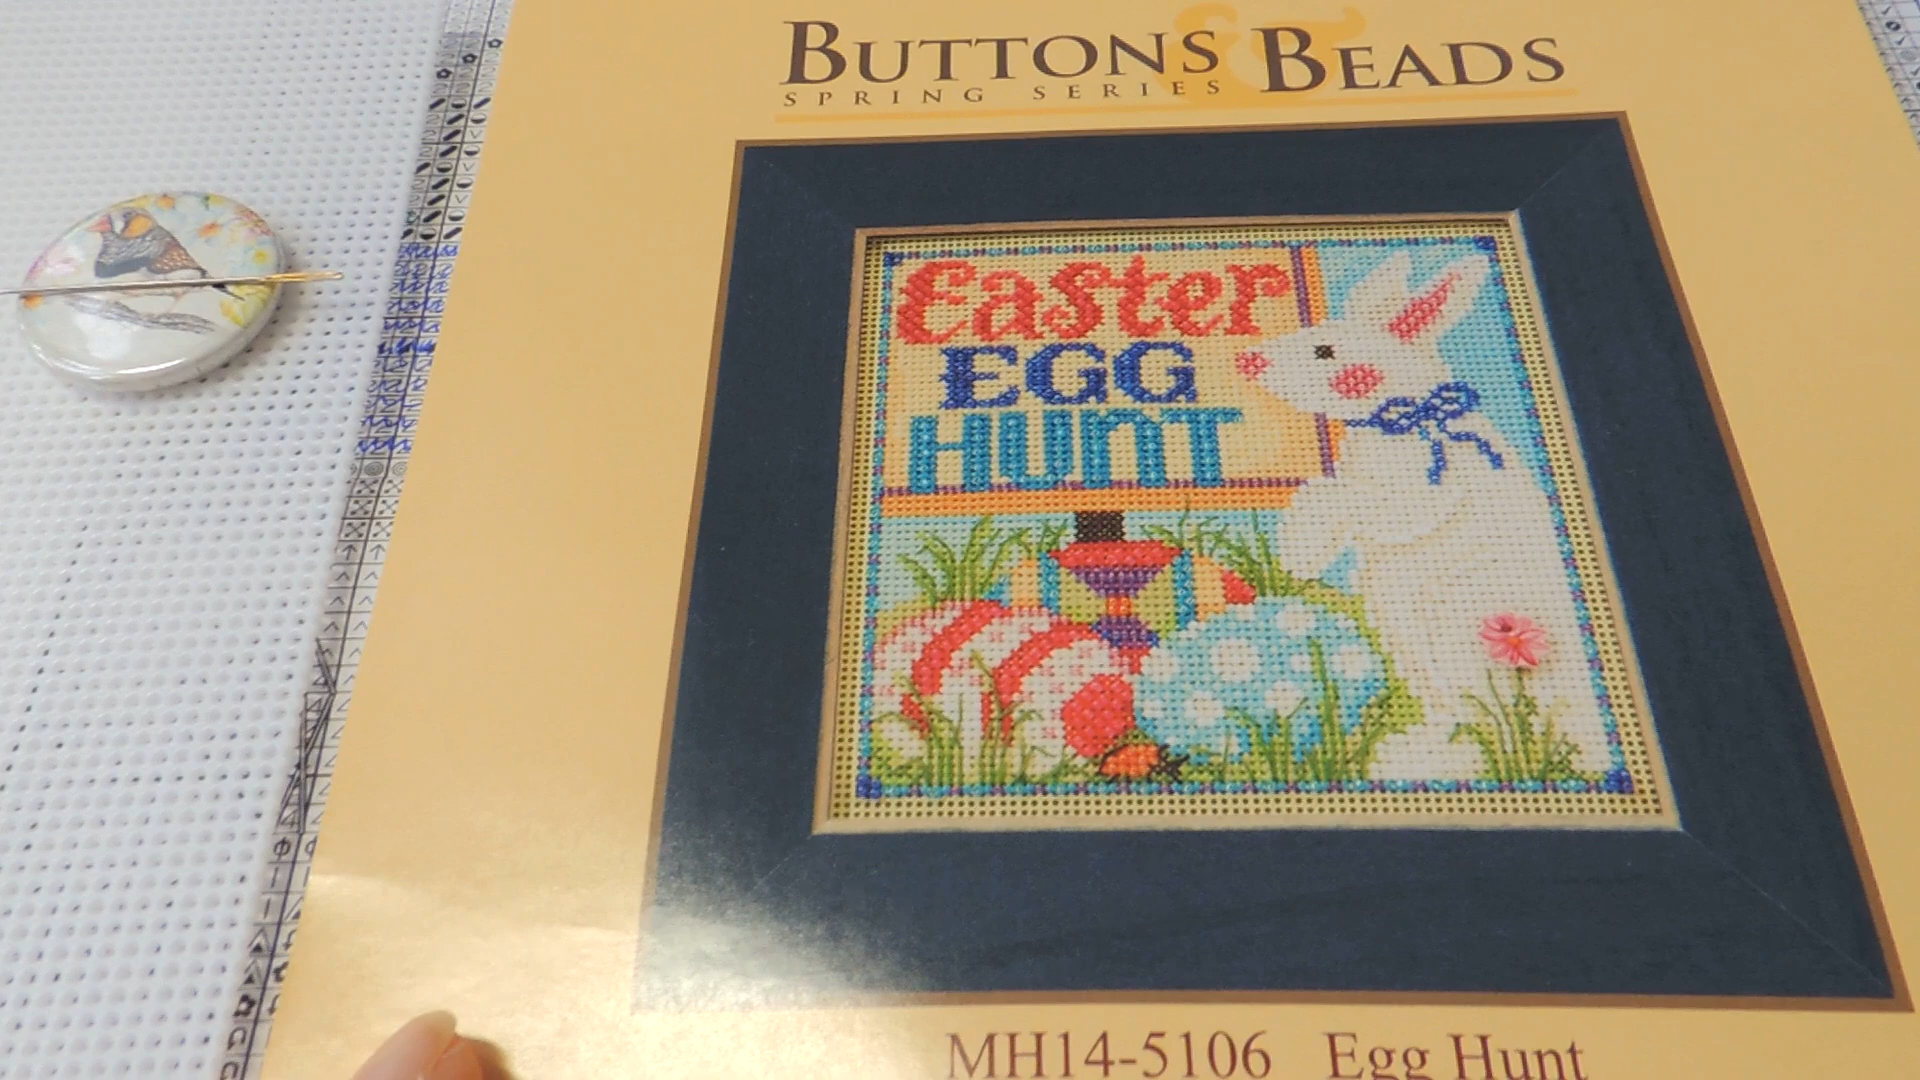 BUTTONS & BEADS
SPRING SERIES
Easter
EGG
HUNT
MH14-5106 Egg Hunt